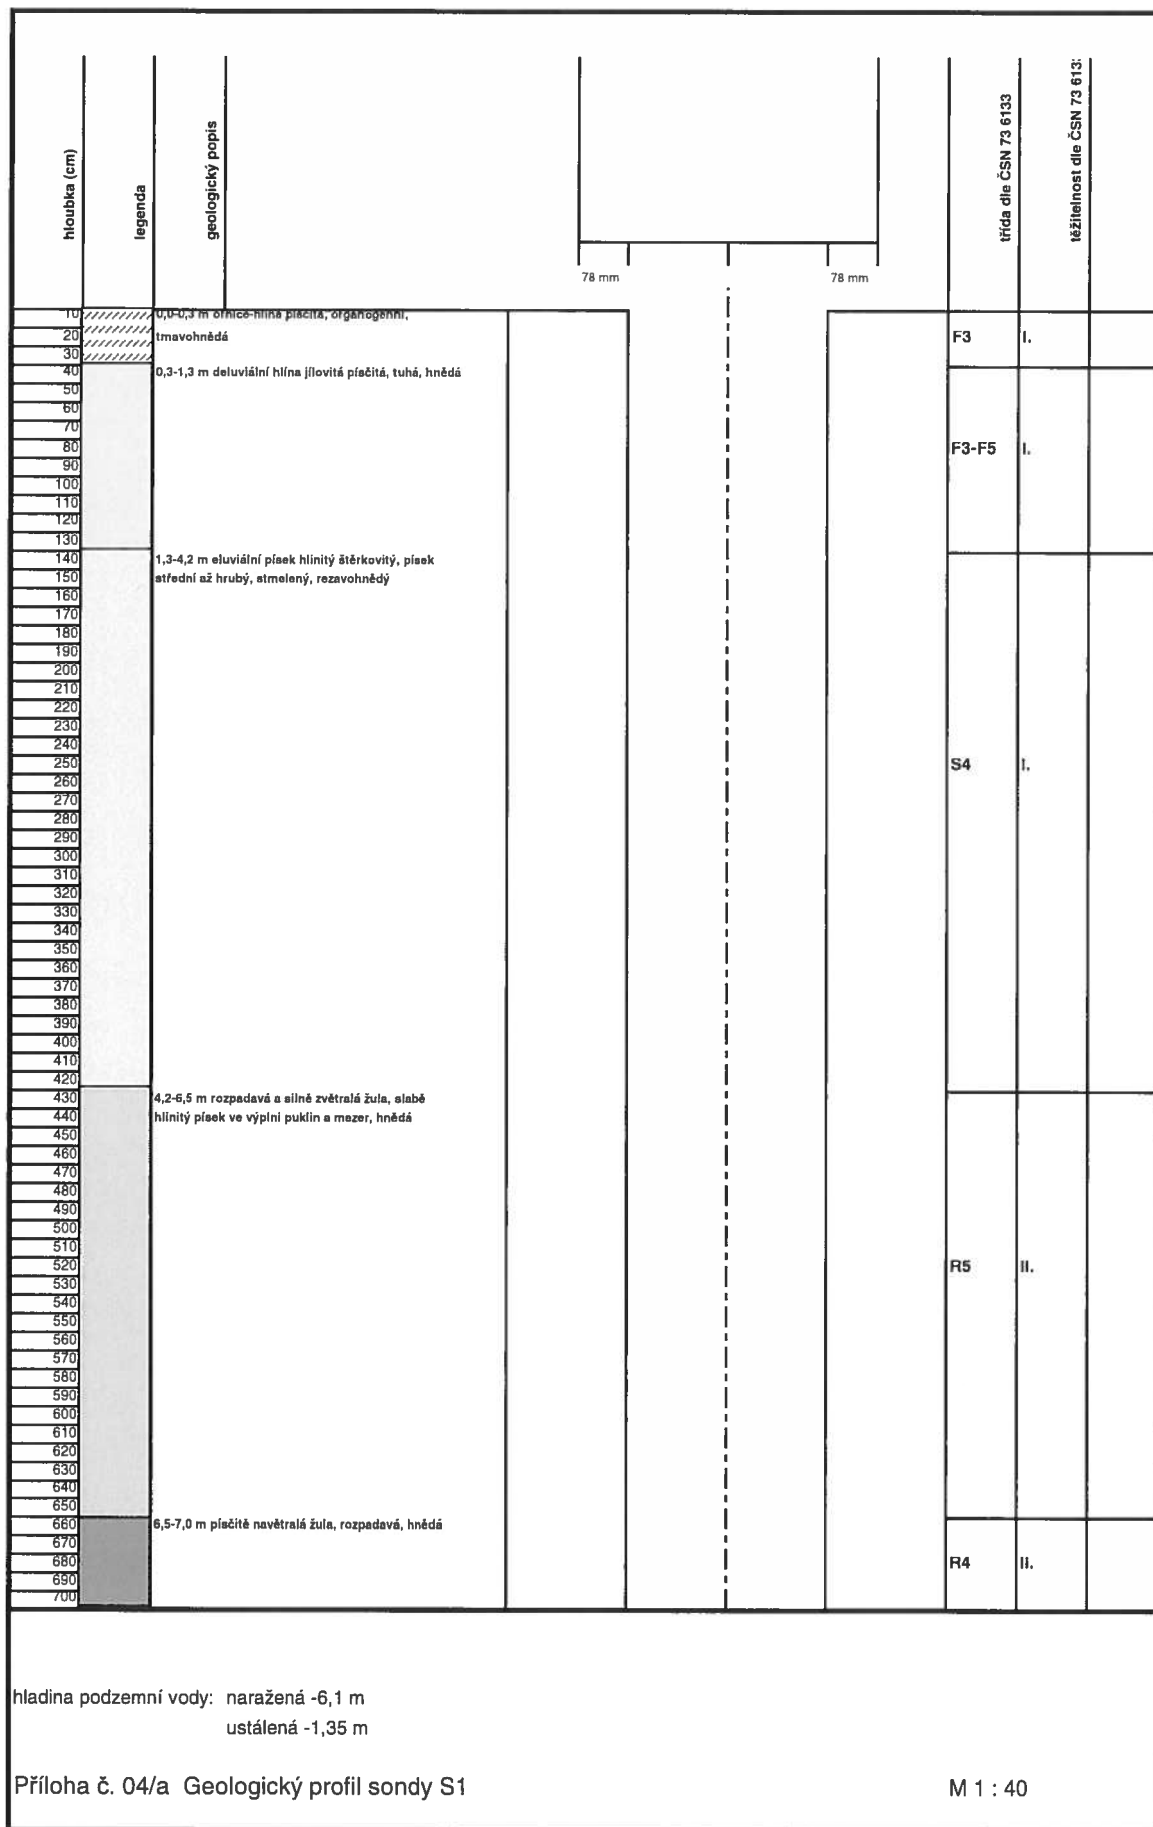 hloubka (cm)
legenda
geologický popis
třída dle ČSN 73 6133
těžitelnost dle ČSN 73 613
78 mm
78 mm
10
0,0-0,3 m ornice-hlína písčitá, organogenní,
20
tmavohnědá
F3
I.
30
40
0,3-1,3 m deluviální hlína jílovitá písčitá, tuhá, hnědá
50
60
70
80
F3-F5
I.
90
100
110
120
130
140
1,3-4,2 m eluviální písek hlinitý štěrkovitý, písek
150
střední až hrubý, stmelený, rezavohnědý
160
170
180
190
200
210
220
230
240
250
S4
I.
260
270
280
290
300
310
320
330
340
350
360
370
380
390
400
410
420
430
4,2-6,5 m rozpadavá a silně zvětralá žula, slabě
440
hlinitý písek ve výplni puklin a mezer, hnědá
450
460
470
480
490
500
510
520
R5
II.
530
540
550
560
570
580
590
600
610
620
630
640
650
660
6,5-7,0 m písčitě navětralá žula, rozpadavá, hnědá
670
680
R4
II.
690
700
hladina podzemní vody: naražená -6,1 m
ustálená -1,35 m
Příloha č. 04/a Geologický profil sondy S1
M 1 : 40